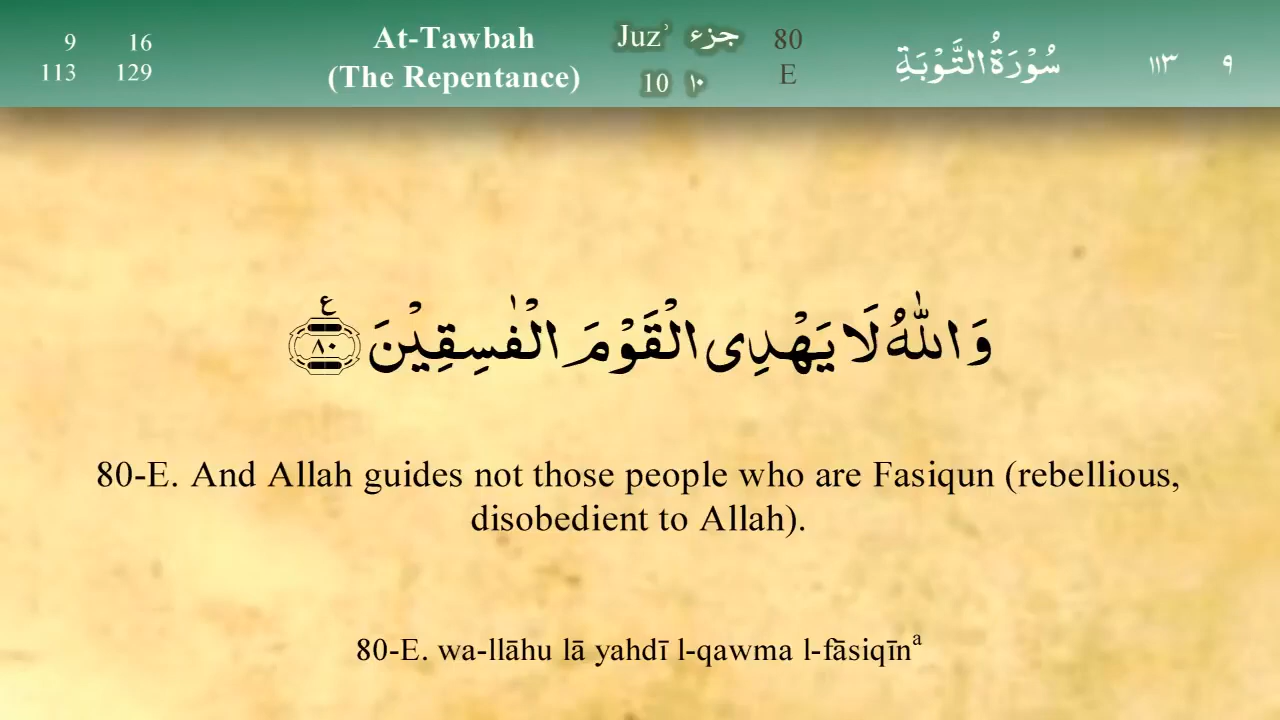 9 16 At-Tawbah Juzʾ جزء 80 سُوْرَةُ التَّوْبَةِ ١١٣ ٩
113 129 (The Repentance) 10 ١٠ E
وَاللّٰهُ لَا يَهْدِى الْقَوْمَ الْفٰسِقِيْنَ ٨٠ ع
80-E. And Allah guides not those people who are Fasiqun (rebellious,
disobedient to Allah).
80-E. wa-llāhu lā yahdī l-qawma l-fāsiqīnᵃ